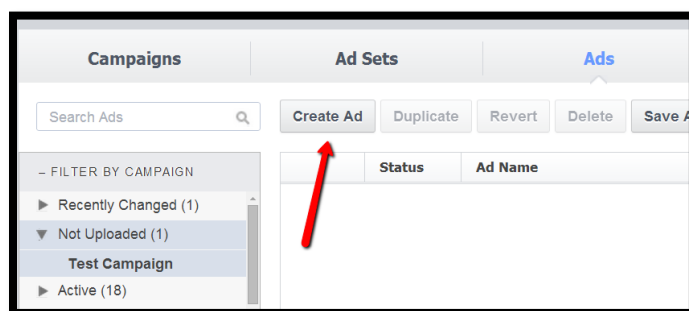 Campaigns Ad Sets Ads
Search Ads Create Ad Duplicate Revert Delete Save A
– FILTER BY CAMPAIGN Status Ad Name
Recently Changed (1)
Not Uploaded (1)
Test Campaign
Active (18)